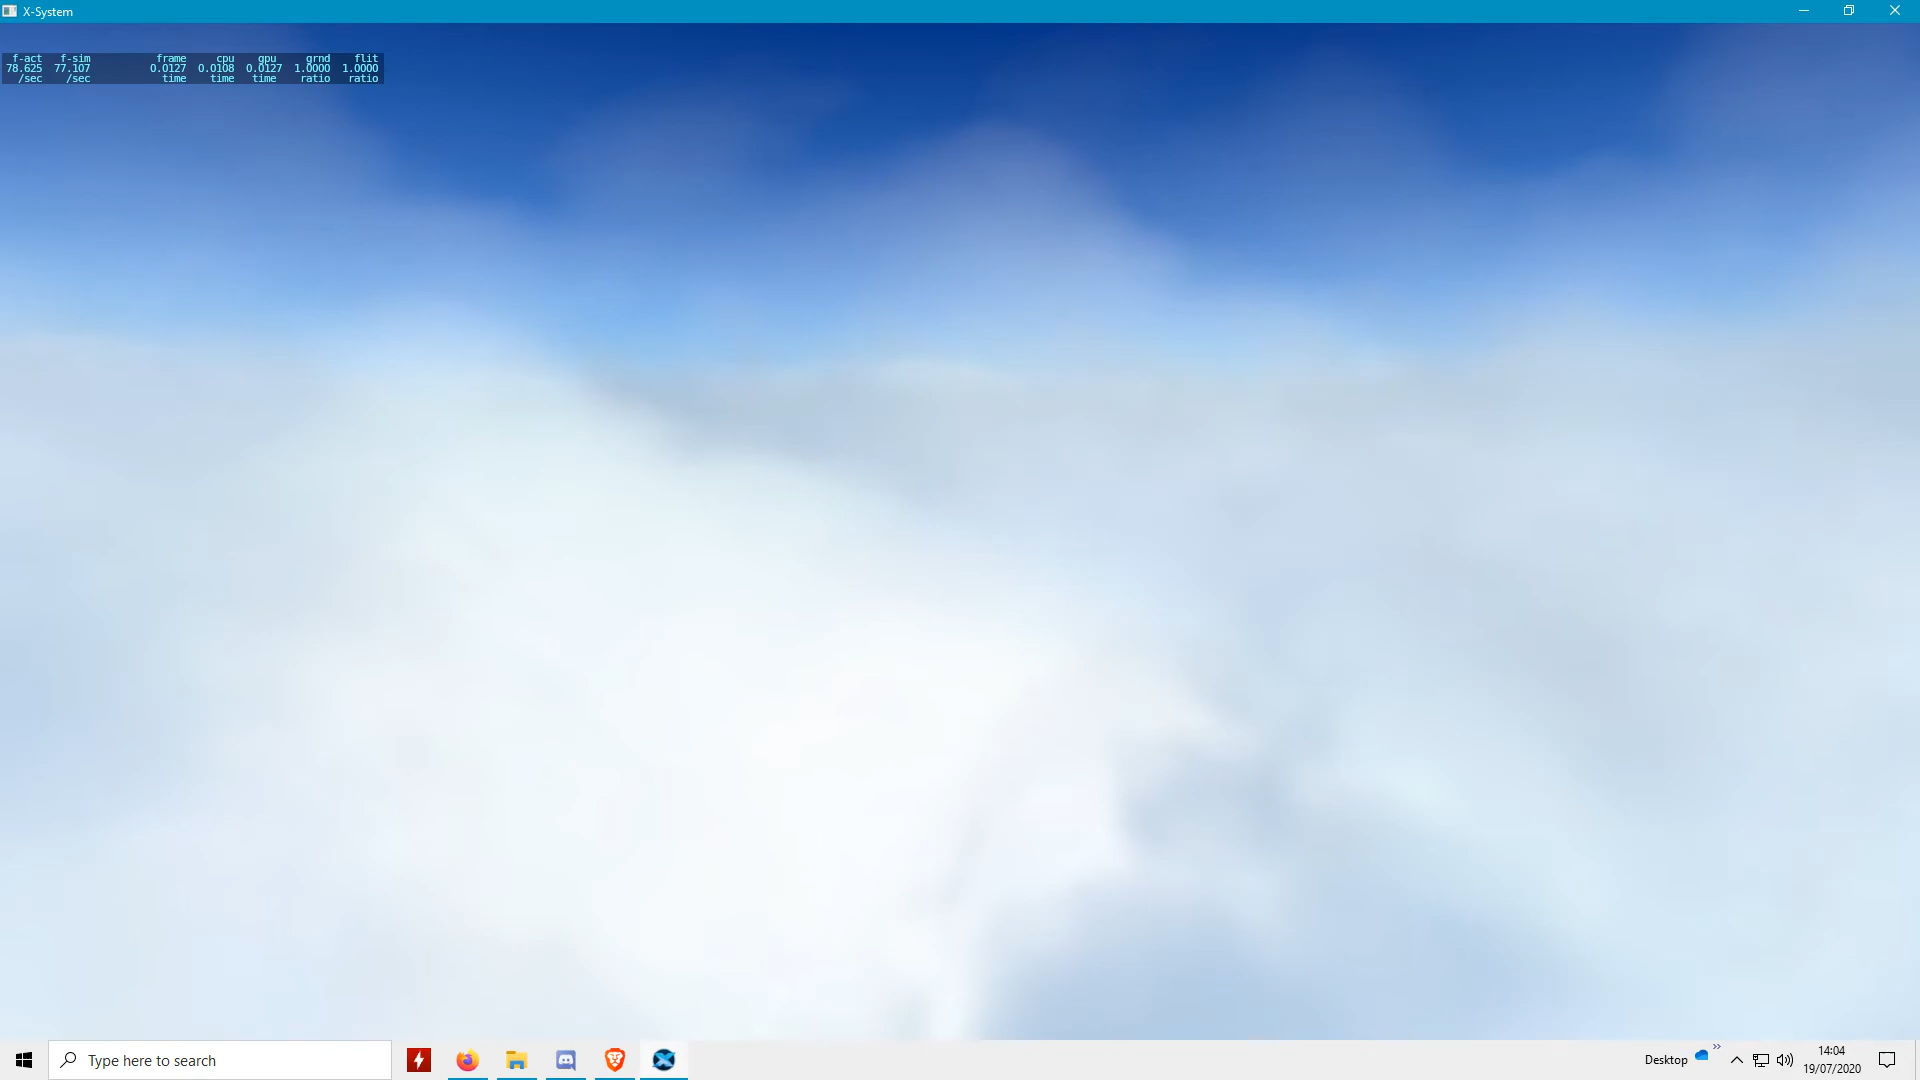 X-System
f-act f-sim frame cpu gpu grnd flit
78.625 77.107 0.0127 0.0108 0.0127 1.0000 1.0000
/sec /sec time time time ratio ratio
Type here to search
Desktop
14:04
19/07/2020